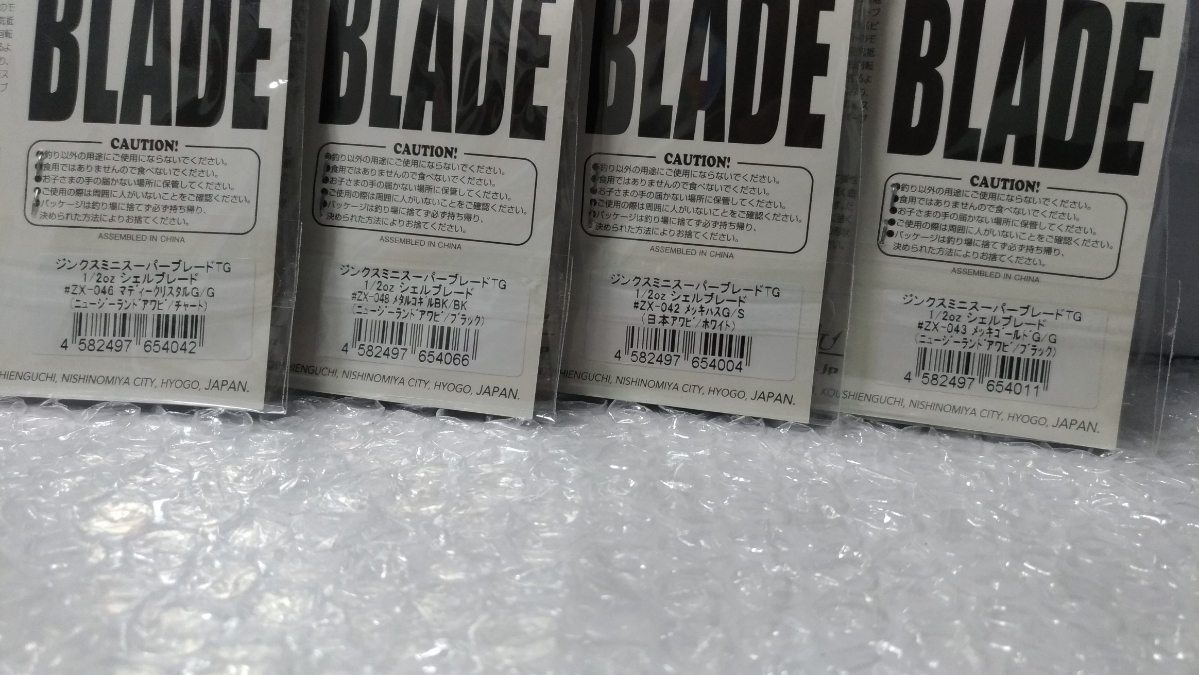 BLADE
CAUTION!
●釣り以外の用途にご使用にならないでください。
●食用ではありませんので食べないでください。
●お子さまの手の届かない場所に保管してください。
●ご使用の際は周囲に人がいないことをご確認ください。
●パッケージは釣り場に捨てず必ず持ち帰り、
決められた方法によりお捨てください。
ASSEMBLED IN CHINA
ジンクスミニスーパーブレードTG
1/2oz シェルブレード
#ZX-046 マディークリスタルG/G
(ニュージーランドアワビ/チャート)
4 582497 654042
SHIENGUCHI, NISHINOMIYA CITY, HYOGO, JAPAN.
BLADE
CAUTION!
●釣り以外の用途にご使用にならないでください。
●食用ではありませんので食べないでください。
●お子さまの手の届かない場所に保管してください。
●ご使用の際は周囲に人がいないことをご確認ください。
●パッケージは釣り場に捨てず必ず持ち帰り、
決められた方法によりお捨てください。
ASSEMBLED IN CHINA
ジンクスミニスーパーブレードTG
1/2oz シェルブレード
#ZX-048 メタルコギルBK/BK
(ニュージーランドアワビ/ブラック)
4 582497 654066
SHIENGUCHI, NISHINOMIYA CITY, HYOGO, JAPAN.
BLADE
CAUTION!
●釣り以外の用途にご使用にならないでください。
●食用ではありませんので食べないでください。
●お子さまの手の届かない場所に保管してください。
●ご使用の際は周囲に人がいないことをご確認ください。
●パッケージは釣り場に捨てず必ず持ち帰り、
決められた方法によりお捨てください。
ASSEMBLED IN CHINA
ジンクスミニスーパーブレードTG
1/2oz シェルブレード
#ZX-042 メッキハスG/S
(日本アワビ/ホワイト)
4 582497 654004
HIENGUCHI, NISHINOMIYA CITY, HYOGO, JAPAN.
BLADE
CAUTION!
●釣り以外の用途にご使用にならないでください。
●食用ではありませんので食べないでください。
●お子さまの手の届かない場所に保管してください。
●ご使用の際は周囲に人がいないことをご確認ください。
●パッケージは釣り場に捨てず必ず持ち帰り、
決められた方法によりお捨てください。
ASSEMBLED IN CHINA
ジンクスミニスーパーブレードTG
1/2oz シェルブレード
#ZX-043 メッキゴールドG/G
(ニュージーランドアワビ/ブラック)
4 582497 654011
KOUSHIENGUCHI, NISHINOMIYA CITY, HYOGO, JAPAN.